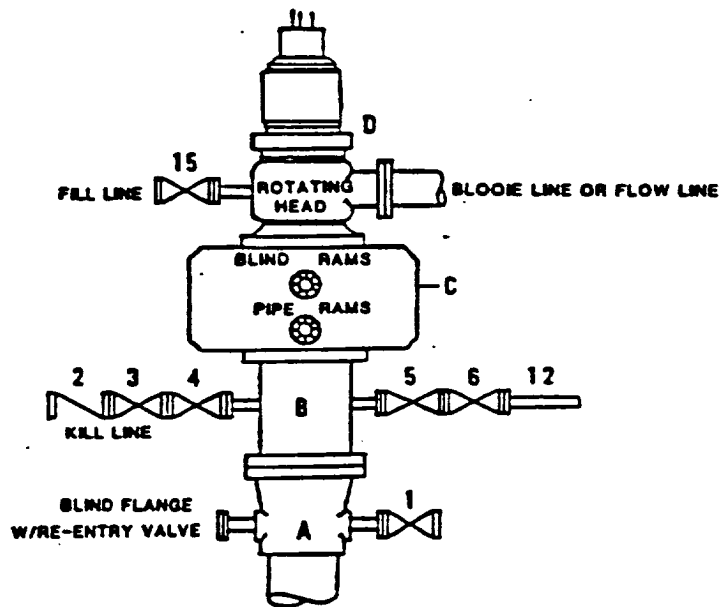 D
15
FILL LINE
ROTATING HEAD
BLOOIE LINE OR FLOW LINE
BLIND RAMS
C
PIPE RAMS
2 3 4
B
5 6 12
KILL LINE
BLIND FLANGE
W/RE-ENTRY VALVE
A
1